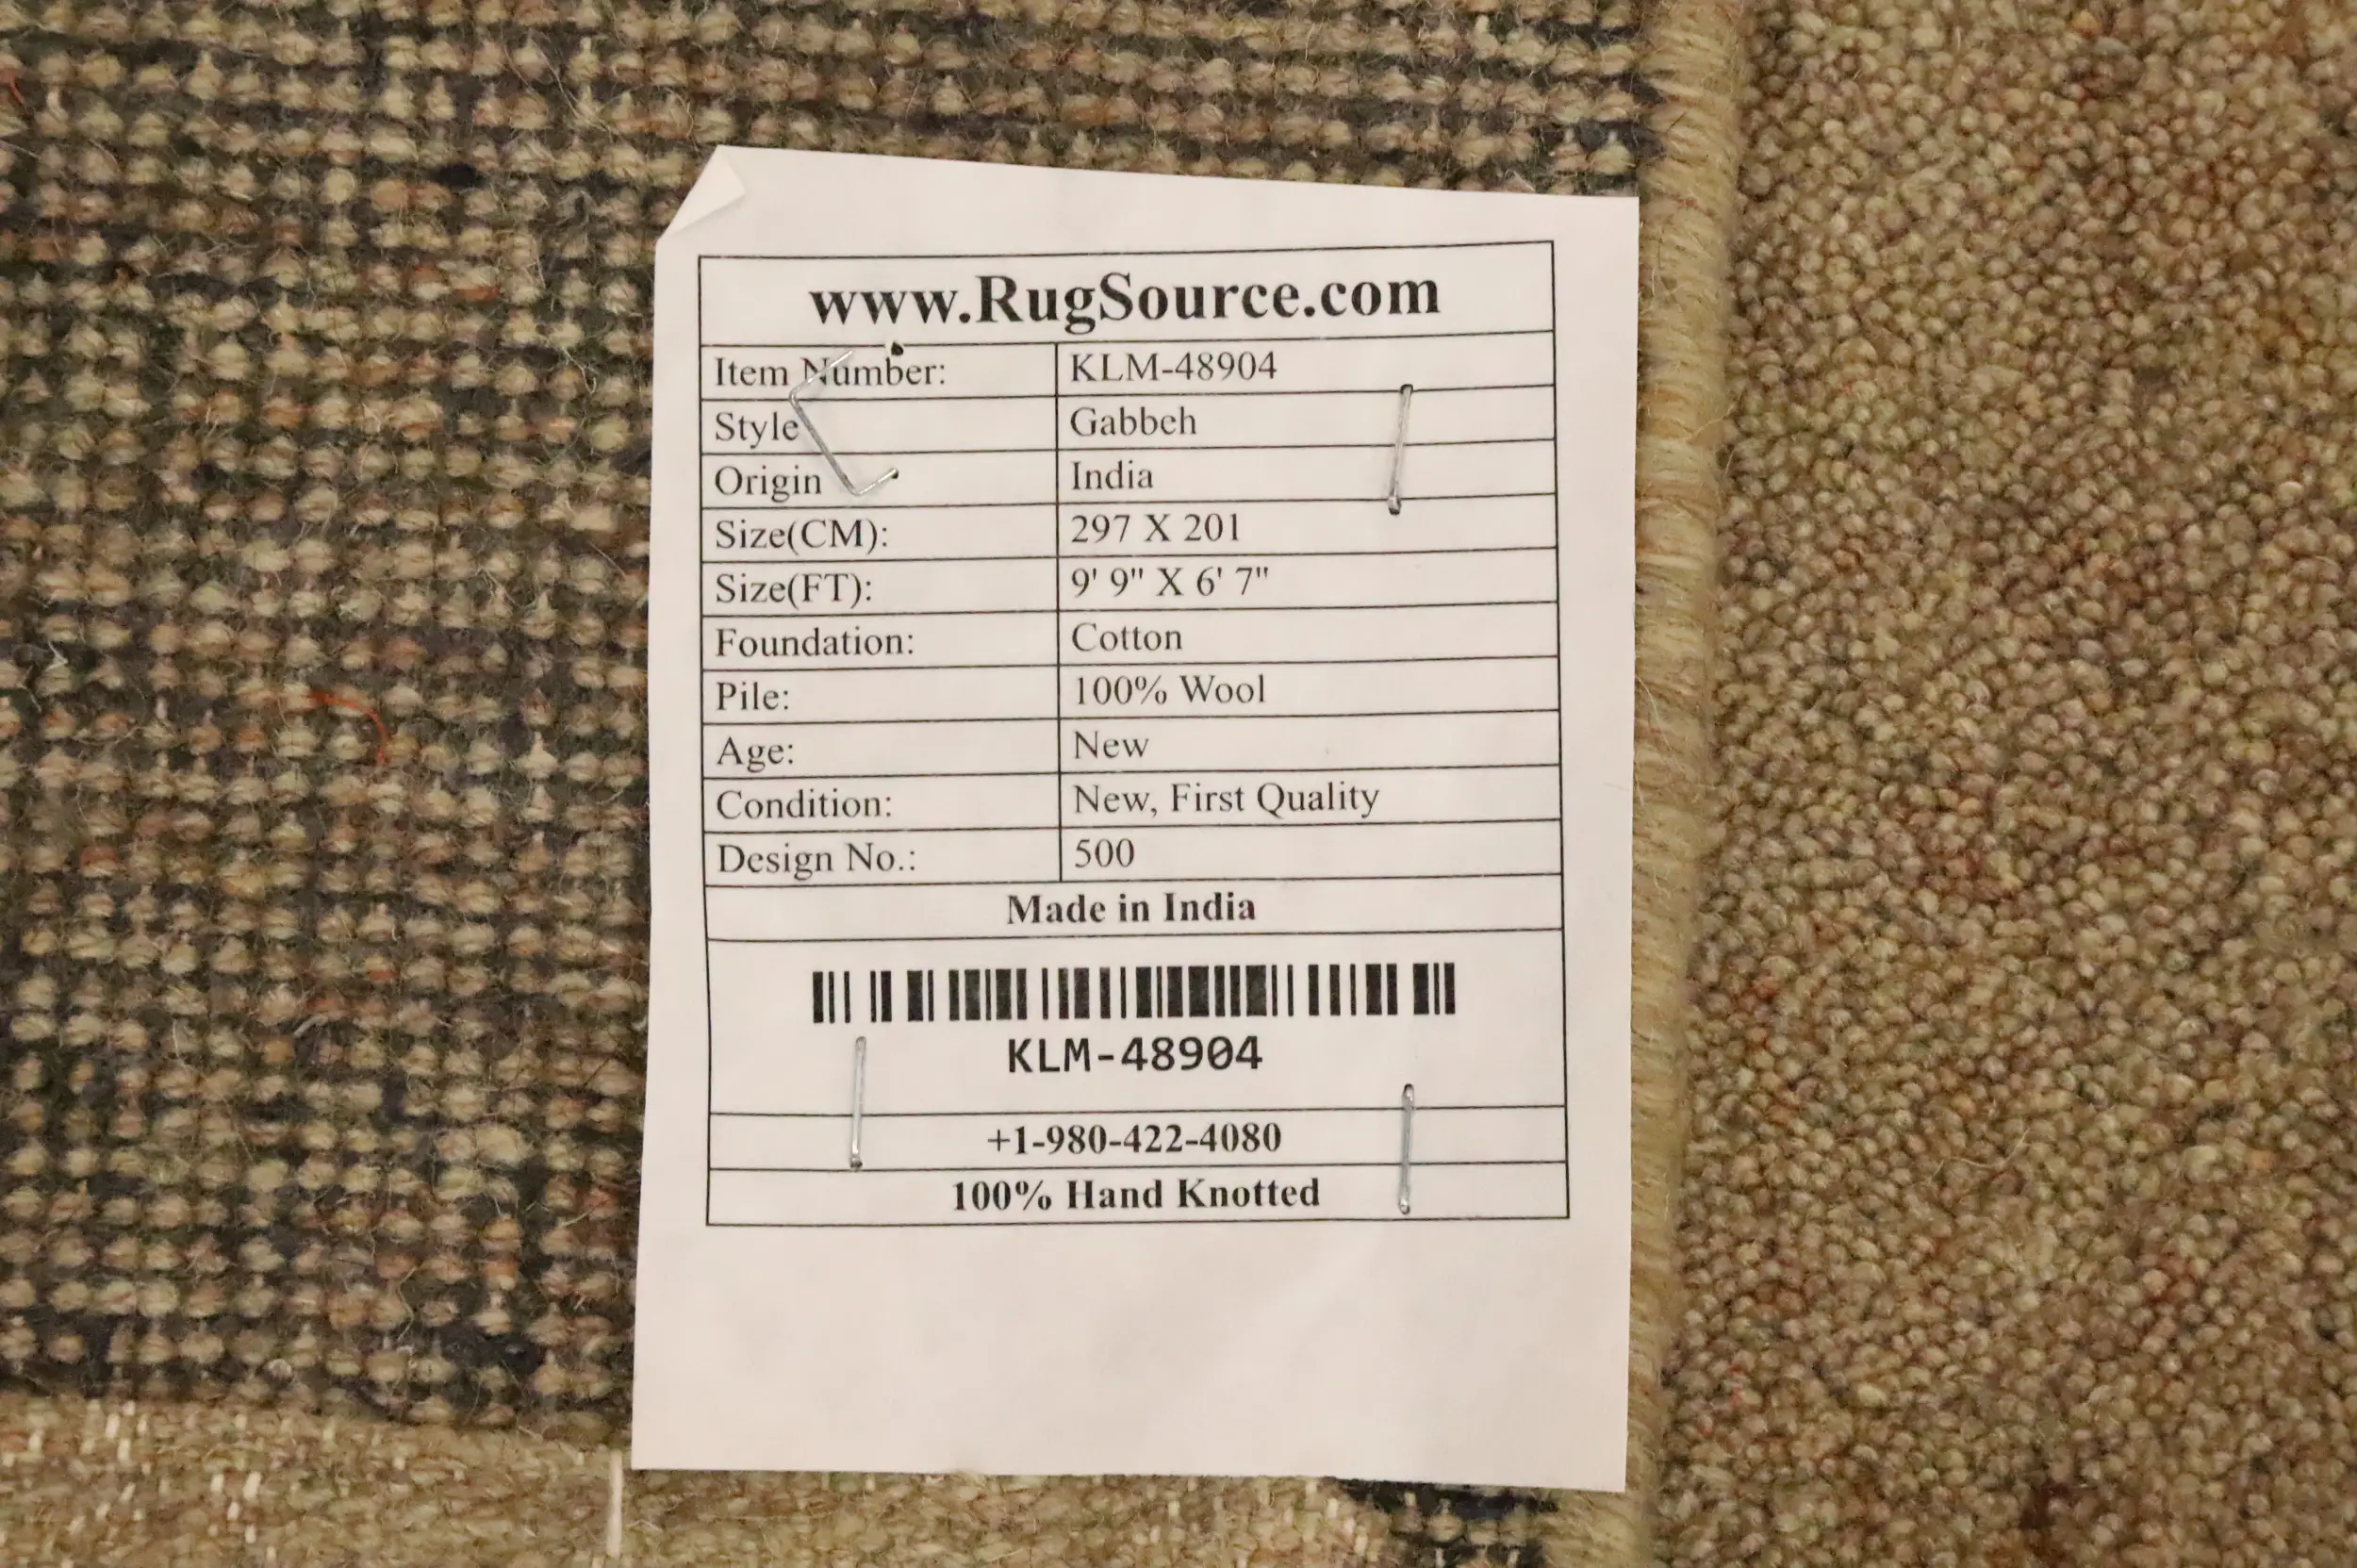 www.RugSource.com
Item Number: KLM-48904
Style Gabbeh
Origin India
Size(CM): 297 X 201
Size(FT): 9' 9" X 6' 7"
Foundation: Cotton
Pile: 100% Wool
Age: New
Condition: New, First Quality
Design No.: 500
Made in India
KLM-48904
+1-980-422-4080
100% Hand Knotted